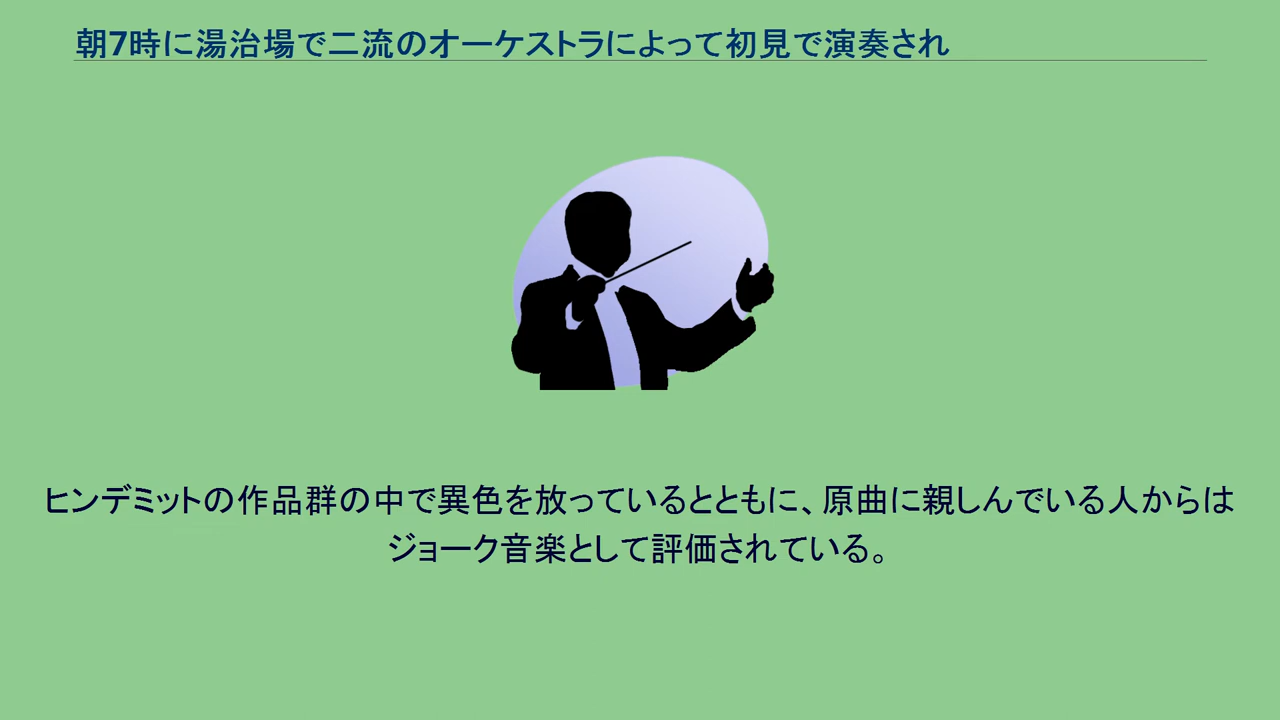 朝7時に湯治場で二流のオーケストラによって初見で演奏され
ヒンデミットの作品群の中で異色を放っているとともに、原曲に親しんでいる人からは
ジョーク音楽として評価されている。